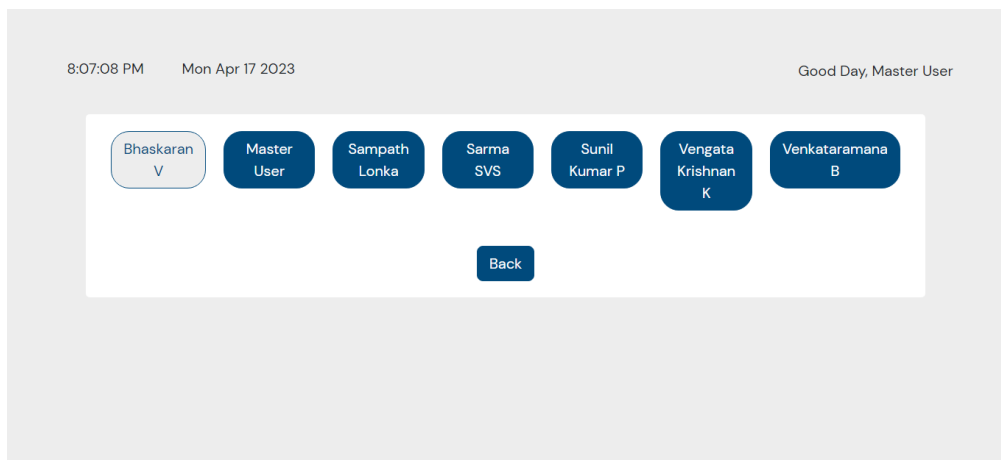 8:07:08 PM Mon Apr 17 2023
Good Day, Master User
Bhaskaran
V
Master
User
Sampath
Lonka
Sarma
SVS
Sunil
Kumar P
Vengata
Krishnan
K
Venkataramana
B
Back